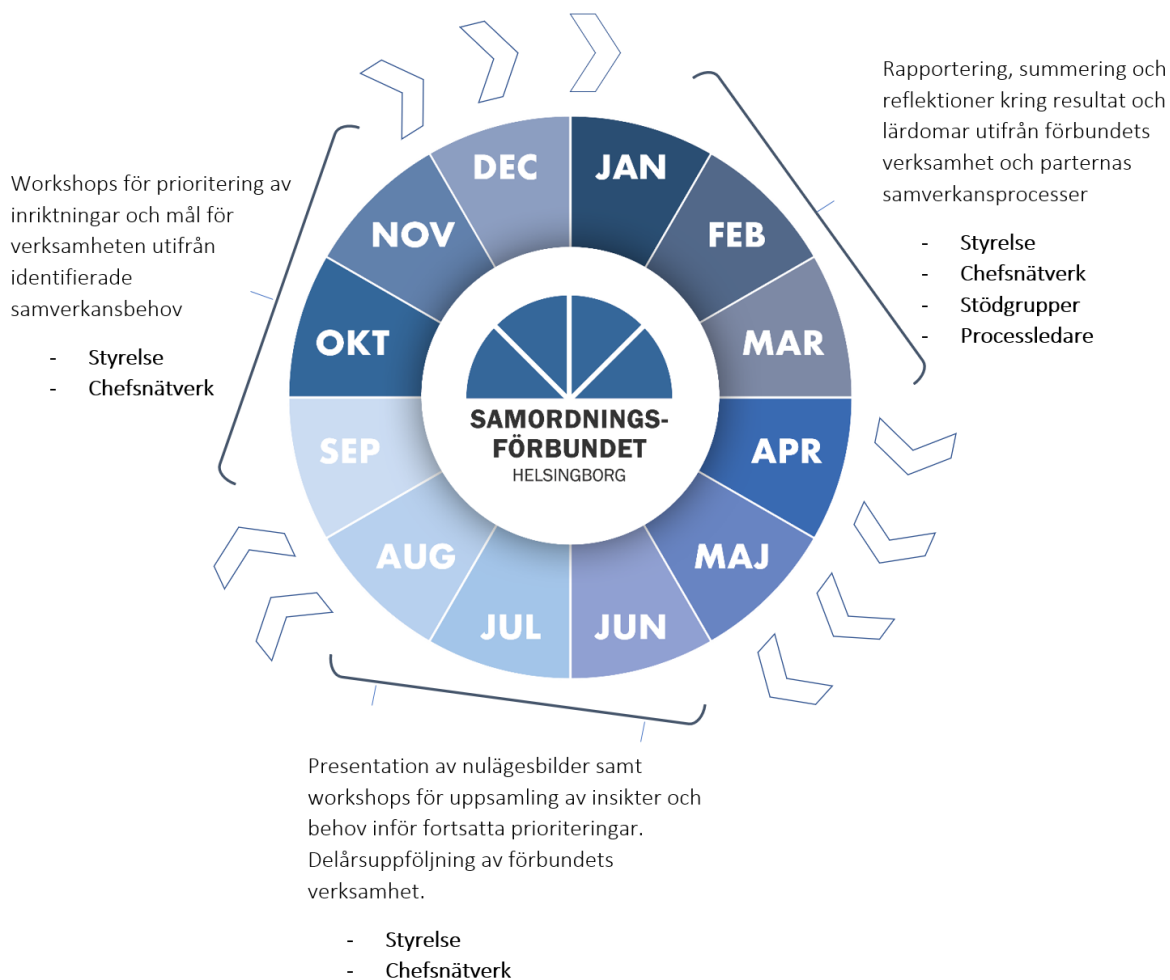 Rapportering, summering och
reflektioner kring resultat och
lärdomar utifrån förbundets
verksamhet och parternas
samverkansprocesser
- Styrelse
- Chefsnätverk
- Stödgrupper
- Processledare
Workshops för prioritering av
inriktningar och mål för
verksamheten utifrån
identifierade
samverkansbehov
- Styrelse
- Chefsnätverk
JAN
FEB
MAR
APR
MAJ
JUN
JUL
AUG
SEP
OKT
NOV
DEC
SAMORDNINGS-
FÖRBUNDET
HELSINGBORG
Presentation av nulägesbilder samt
workshops för uppsamling av insikter och
behov inför fortsatta prioriteringar.
Delårsuppföljning av förbundets
verksamhet.
- Styrelse
- Chefsnätverk